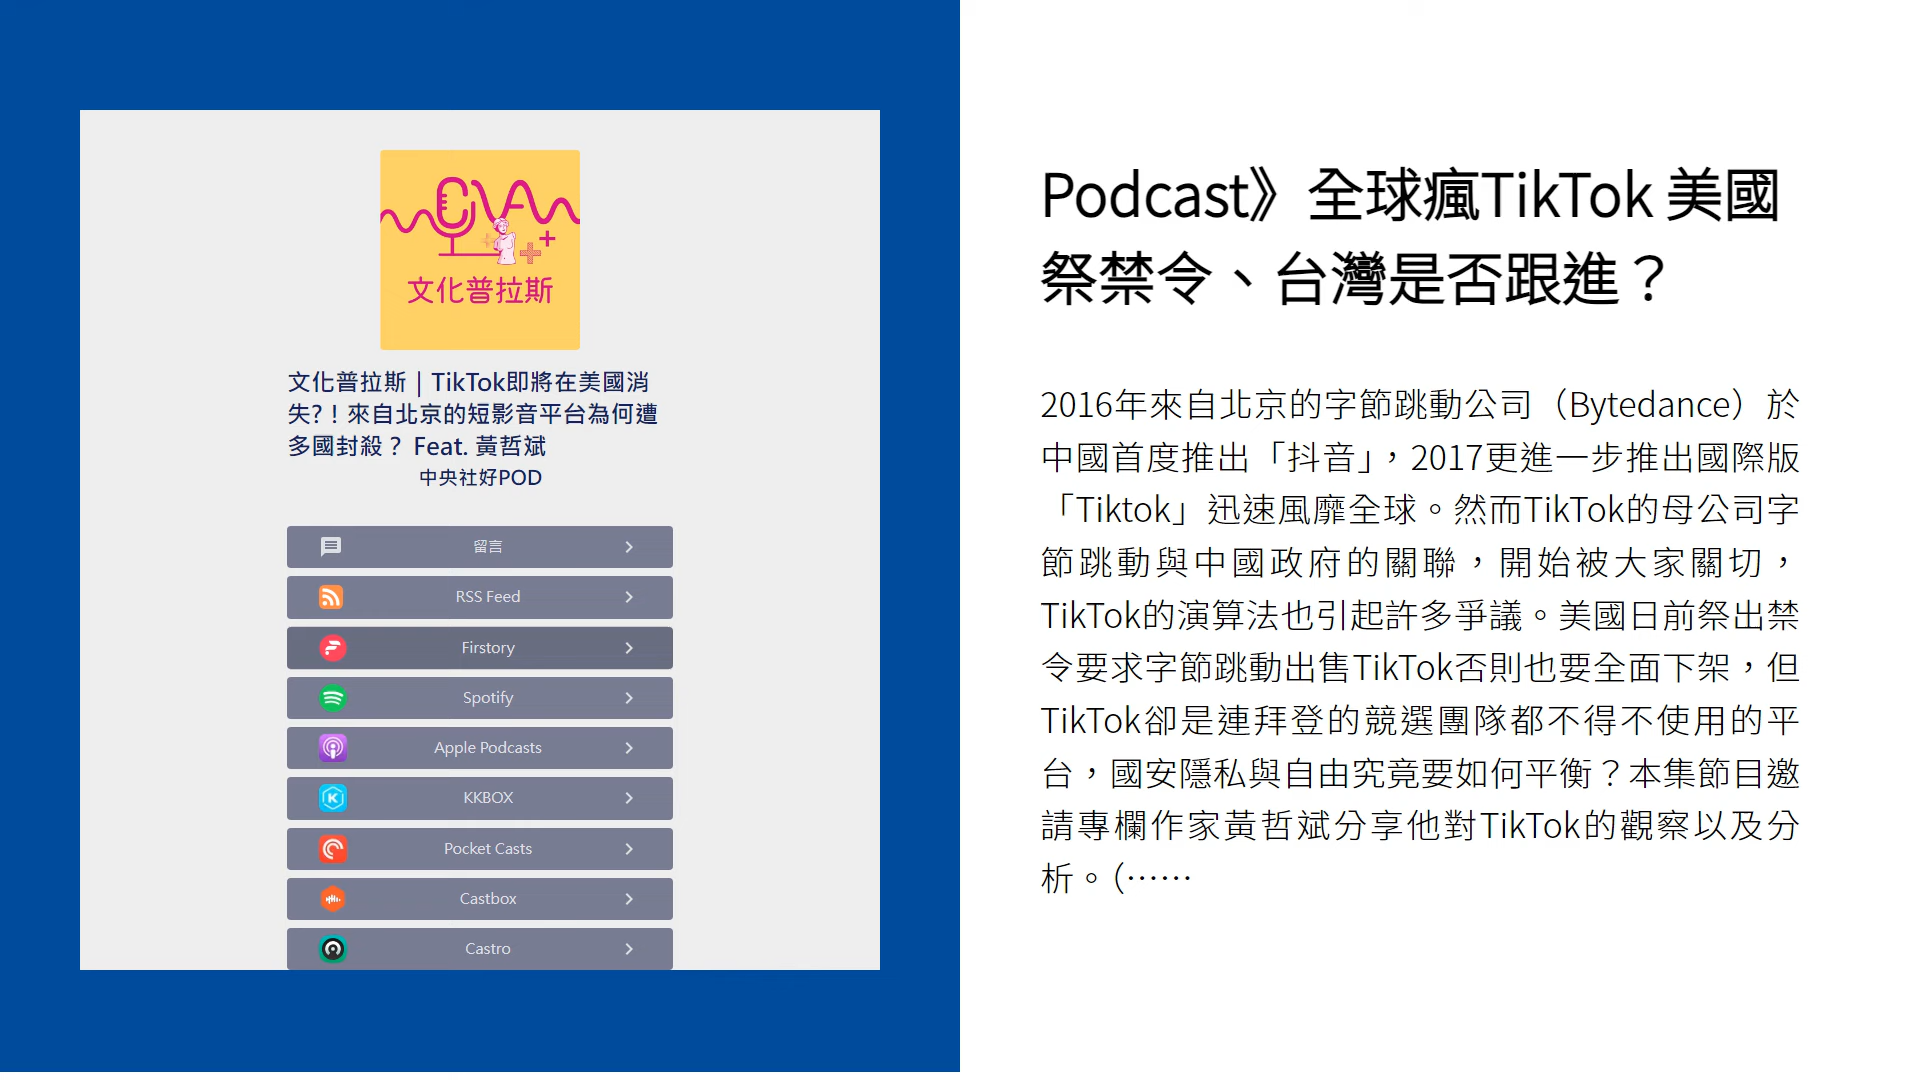 CVA
文化普拉斯
文化普拉斯｜TikTok即將在美國消
失?！來自北京的短影音平台為何遭
多國封殺？ Feat. 黃哲斌
中央社好POD
留言
RSS Feed
Firstory
Spotify
Apple Podcasts
KKBOX
Pocket Casts
Castbox
Castro
Podcast》全球瘋TikTok 美國
祭禁令、台灣是否跟進？
2016年來自北京的字節跳動公司（Bytedance）於
中國首度推出「抖音」，2017更進一步推出國際版
「Tiktok」迅速風靡全球。然而TikTok的母公司字
節跳動與中國政府的關聯，開始被大家關切，
TikTok的演算法也引起許多爭議。美國日前祭出禁
令要求字節跳動出售TikTok否則也要全面下架，但
TikTok卻是連拜登的競選團隊都不得不使用的平
台，國安隱私與自由究竟要如何平衡？本集節目邀
請專欄作家黃哲斌分享他對TikTok的觀察以及分
析。（⋯⋯